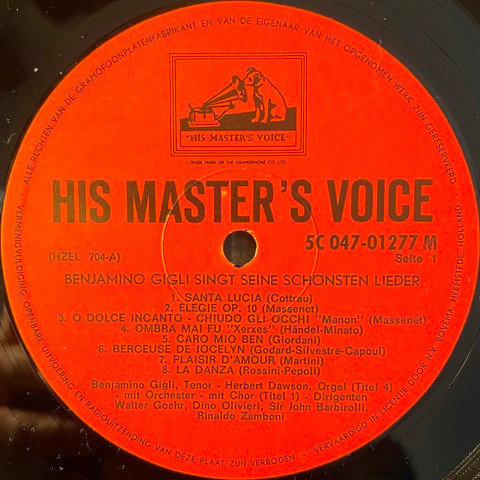 ALLE RECHTEN VAN DE GRAMOFOONPLATENFABRIKANT EN VAN DE EIGENAAR VAN HET OPGENOMEN WERK ZIJN GERESERVEERD
"HIS MASTER'S VOICE"
TRADE MARK OF THE GRAMOPHONE CO. LTD.
HIS MASTER'S VOICE
5C 047-01277 M
(HZEL 704-A)
Seite 1
BENJAMINO GIGLI SINGT SEINE SCHÖNSTEN LIEDER
1. SANTA LUCIA (Cottrau)
2. ELEGIE OP. 10 (Massenet)
3. O DOLCE INCANTO - CHIUDO GLI OCCHI "Manon" (Massenet)
4. OMBRA MAI FU "Xerxes" (Händel-Minato)
5. CARO MIO BEN (Giordani)
6. BERCEUSE DE JOCELYN (Godard-Silvestre-Capoul)
7. PLAISIR D'AMOUR (Martini)
8. LA DANZA (Rossini-Pepoli)
Benjamino Gigli, Tenor - Herbert Dawson, Orgel (Titel 4)
- mit Orchester - mit Chor (Titel 1) - Dirigenten
Walter Goehr, Dino Olivieri, Sir John Barbirolli,
Rinaldo Zamboni
VERMENIGVULDIGING, OPENBARE UITVOERING EN RADIOUITZENDING VAN DEZE PLAAT ZIJN VERBODEN - VERVAARDIGD IN LICENTIE DOOR N.V. BOVEMA, HEEMSTEDE HOLLAND